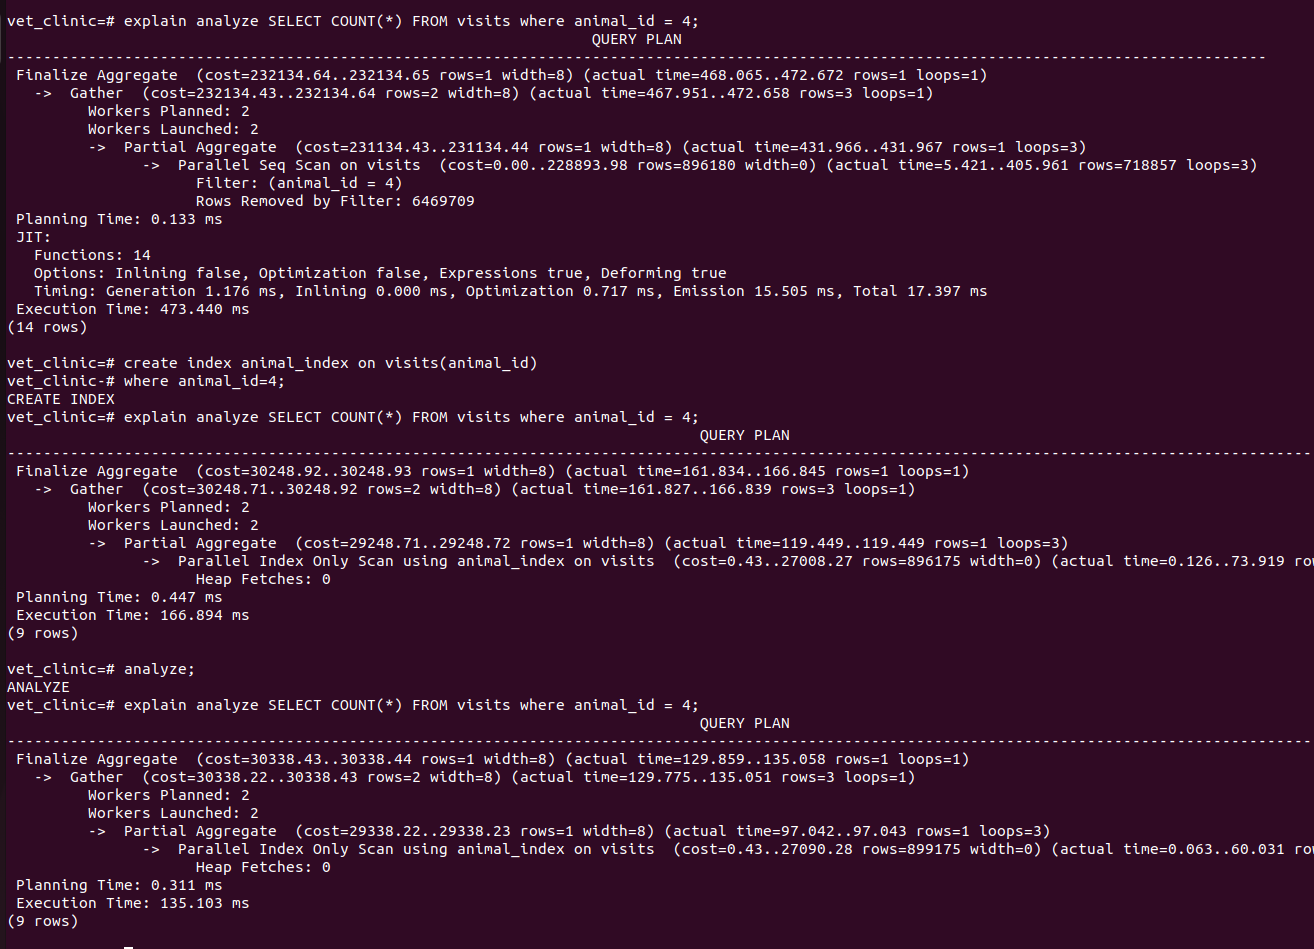 vet_clinic=# explain analyze SELECT COUNT(*) FROM visits where animal_id = 4;
QUERY PLAN
--------------------------------------------------------------------------------------------------------------------------------------------
Finalize Aggregate  (cost=232134.64..232134.65 rows=1 width=8) (actual time=468.065..472.672 rows=1 loops=1)
->  Gather  (cost=232134.43..232134.64 rows=2 width=8) (actual time=467.951..472.658 rows=3 loops=1)
Workers Planned: 2
Workers Launched: 2
->  Partial Aggregate  (cost=231134.43..231134.44 rows=1 width=8) (actual time=431.966..431.967 rows=1 loops=3)
->  Parallel Seq Scan on visits  (cost=0.00..228893.98 rows=896180 width=0) (actual time=5.421..405.961 rows=718857 loops=3)
Filter: (animal_id = 4)
Rows Removed by Filter: 6469709
Planning Time: 0.133 ms
JIT:
Functions: 14
Options: Inlining false, Optimization false, Expressions true, Deforming true
Timing: Generation 1.176 ms, Inlining 0.000 ms, Optimization 0.717 ms, Emission 15.505 ms, Total 17.397 ms
Execution Time: 473.440 ms
(14 rows)
vet_clinic=# create index animal_index on visits(animal_id)
vet_clinic-# where animal_id=4;
CREATE INDEX
vet_clinic=# explain analyze SELECT COUNT(*) FROM visits where animal_id = 4;
QUERY PLAN
-------------------------------------------------------------------------------------------------------------------------------------------------
Finalize Aggregate  (cost=30248.92..30248.93 rows=1 width=8) (actual time=161.834..166.845 rows=1 loops=1)
->  Gather  (cost=30248.71..30248.92 rows=2 width=8) (actual time=161.827..166.839 rows=3 loops=1)
Workers Planned: 2
Workers Launched: 2
->  Partial Aggregate  (cost=29248.71..29248.72 rows=1 width=8) (actual time=119.449..119.449 rows=1 loops=3)
->  Parallel Index Only Scan using animal_index on visits  (cost=0.43..27008.27 rows=896175 width=0) (actual time=0.126..73.919 ro
Heap Fetches: 0
Planning Time: 0.447 ms
Execution Time: 166.894 ms
(9 rows)
vet_clinic=# analyze;
ANALYZE
vet_clinic=# explain analyze SELECT COUNT(*) FROM visits where animal_id = 4;
QUERY PLAN
-------------------------------------------------------------------------------------------------------------------------------------------------
Finalize Aggregate  (cost=30338.43..30338.44 rows=1 width=8) (actual time=129.859..135.058 rows=1 loops=1)
->  Gather  (cost=30338.22..30338.43 rows=2 width=8) (actual time=129.775..135.051 rows=3 loops=1)
Workers Planned: 2
Workers Launched: 2
->  Partial Aggregate  (cost=29338.22..29338.23 rows=1 width=8) (actual time=97.042..97.043 rows=1 loops=3)
->  Parallel Index Only Scan using animal_index on visits  (cost=0.43..27090.28 rows=899175 width=0) (actual time=0.063..60.031 ro
Heap Fetches: 0
Planning Time: 0.311 ms
Execution Time: 135.103 ms
(9 rows)